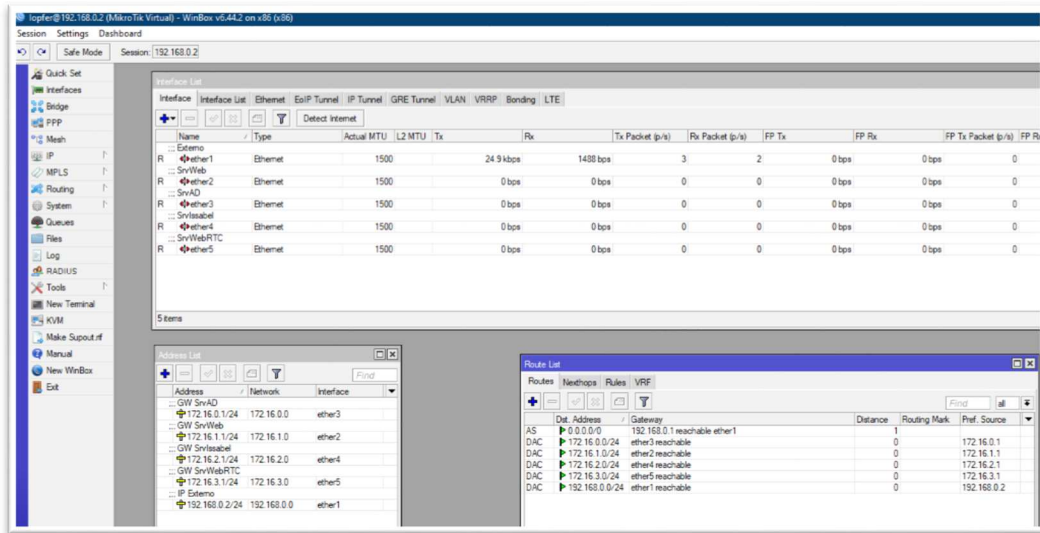 lopfer@192.168.0.2 (MikroTik Virtual) - WinBox v6.44.2 on x86 (x86)
Session Settings Dashboard
Safe Mode Session: 192.168.0.2
Quick Set
Interfaces
Bridge
PPP
Mesh
IP
MPLS
Routing
System
Queues
Files
Log
RADIUS
Tools
New Terminal
KVM
Make Supout.rif
Manual
New WinBox
Exit
Interface List
Interface Interface List Ethernet EoIP Tunnel IP Tunnel GRE Tunnel VLAN VRRP Bonding LTE
Detect Internet
Name / Type Actual MTU L2 MTU Tx Rx Tx Packet (p/s) Rx Packet (p/s) FP Tx FP Rx FP Tx Packet (p/s)
;;; Externo
R ether1 Ethernet 1500 24.9 kbps 1488 bps 3 2 0 bps 0 bps 0
;;; SrvWeb
R ether2 Ethernet 1500 0 bps 0 bps 0 0 0 bps 0 bps 0
;;; SrvAD
R ether3 Ethernet 1500 0 bps 0 bps 0 0 0 bps 0 bps 0
;;; SrvIssabel
R ether4 Ethernet 1500 0 bps 0 bps 0 0 0 bps 0 bps 0
;;; SrvWebRTC
R ether5 Ethernet 1500 0 bps 0 bps 0 0 0 bps 0 bps 0
5 items
Address List
Find
Address / Network Interface
;;; GW SrvAD
172.16.0.1/24 172.16.0.0 ether3
;;; GW SrvWeb
172.16.1.1/24 172.16.1.0 ether2
;;; GW SrvIssabel
172.16.2.1/24 172.16.2.0 ether4
;;; GW SrvWebRTC
172.16.3.1/24 172.16.3.0 ether5
;;; IP Externo
192.168.0.2/24 192.168.0.0 ether1
Route List
Routes Nexthops Rules VRF
Find all
Dst. Address / Gateway Distance Routing Mark Pref. Source
AS 0.0.0.0/0 192.168.0.1 reachable ether1 1
DAC 172.16.0.0/24 ether3 reachable 0 172.16.0.1
DAC 172.16.1.0/24 ether2 reachable 0 172.16.1.1
DAC 172.16.2.0/24 ether4 reachable 0 172.16.2.1
DAC 172.16.3.0/24 ether5 reachable 0 172.16.3.1
DAC 192.168.0.0/24 ether1 reachable 0 192.168.0.2